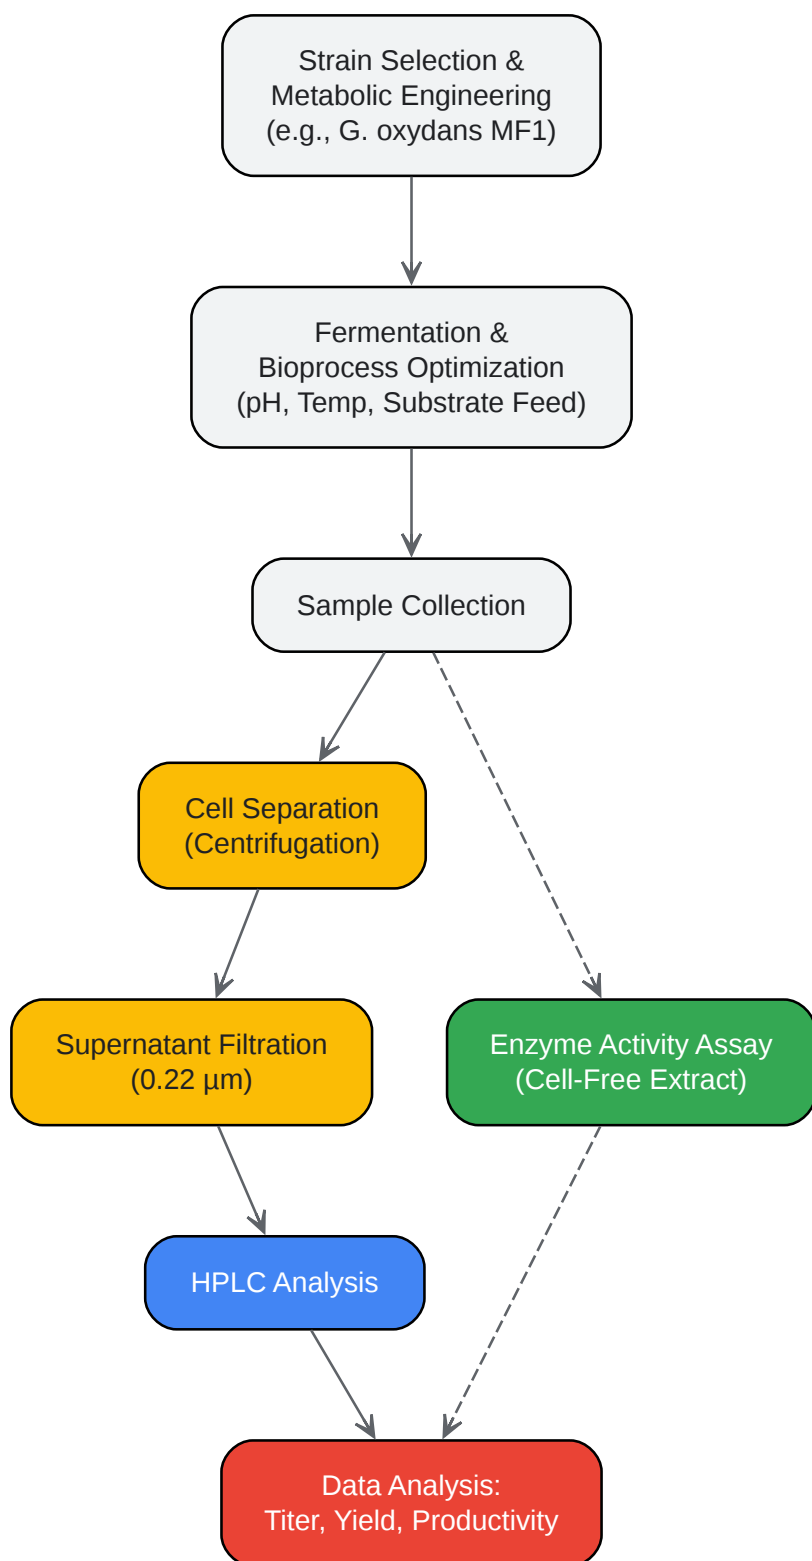 Strain Selection &
Metabolic Engineering
(e.g., G. oxydans MF1)
Fermentation &
Bioprocess Optimization
(pH, Temp, Substrate Feed)
Sample Collection
Cell Separation
(Centrifugation)
Supernatant Filtration
(0.22 µm)
Enzyme Activity Assay
(Cell-Free Extract)
HPLC Analysis
Data Analysis:
Titer, Yield, Productivity